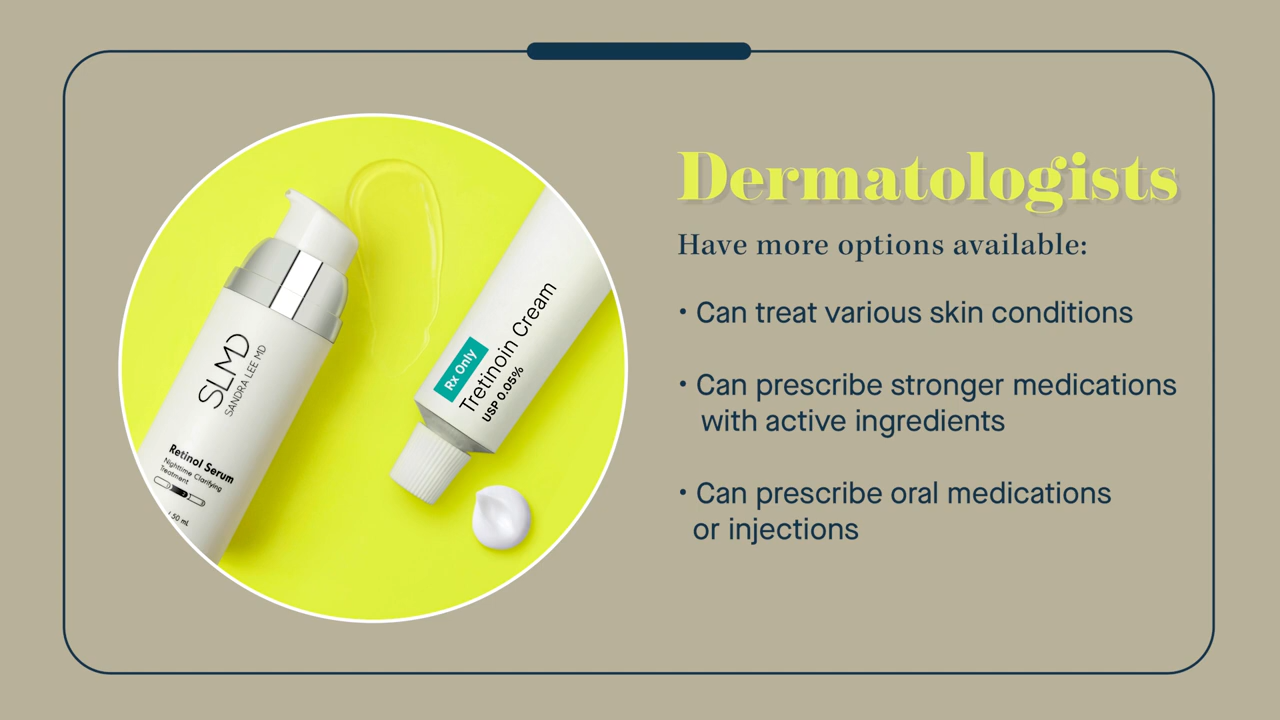 Dermatologists
Have more options available:
• Can treat various skin conditions
• Can prescribe stronger medications
with active ingredients
• Can prescribe oral medications
or injections
SLMD
SANDRA LEE MD
Retinol Serum
Nighttime Clarifying
Treatment
50 mL
Rx Only
Tretinoin Cream
USP 0.05%